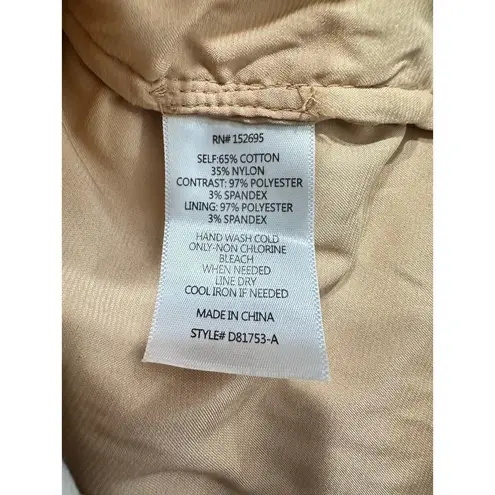 RN# 152695
SELF:65% COTTON
35% NYLON
CONTRAST: 97% POLYESTER
3% SPANDEX
LINING: 97% POLYESTER
3% SPANDEX
HAND WASH COLD
ONLY-NON CHLORINE
BLEACH
WHEN NEEDED
LINE DRY
COOL IRON IF NEEDED
MADE IN CHINA
STYLE# D81753-A